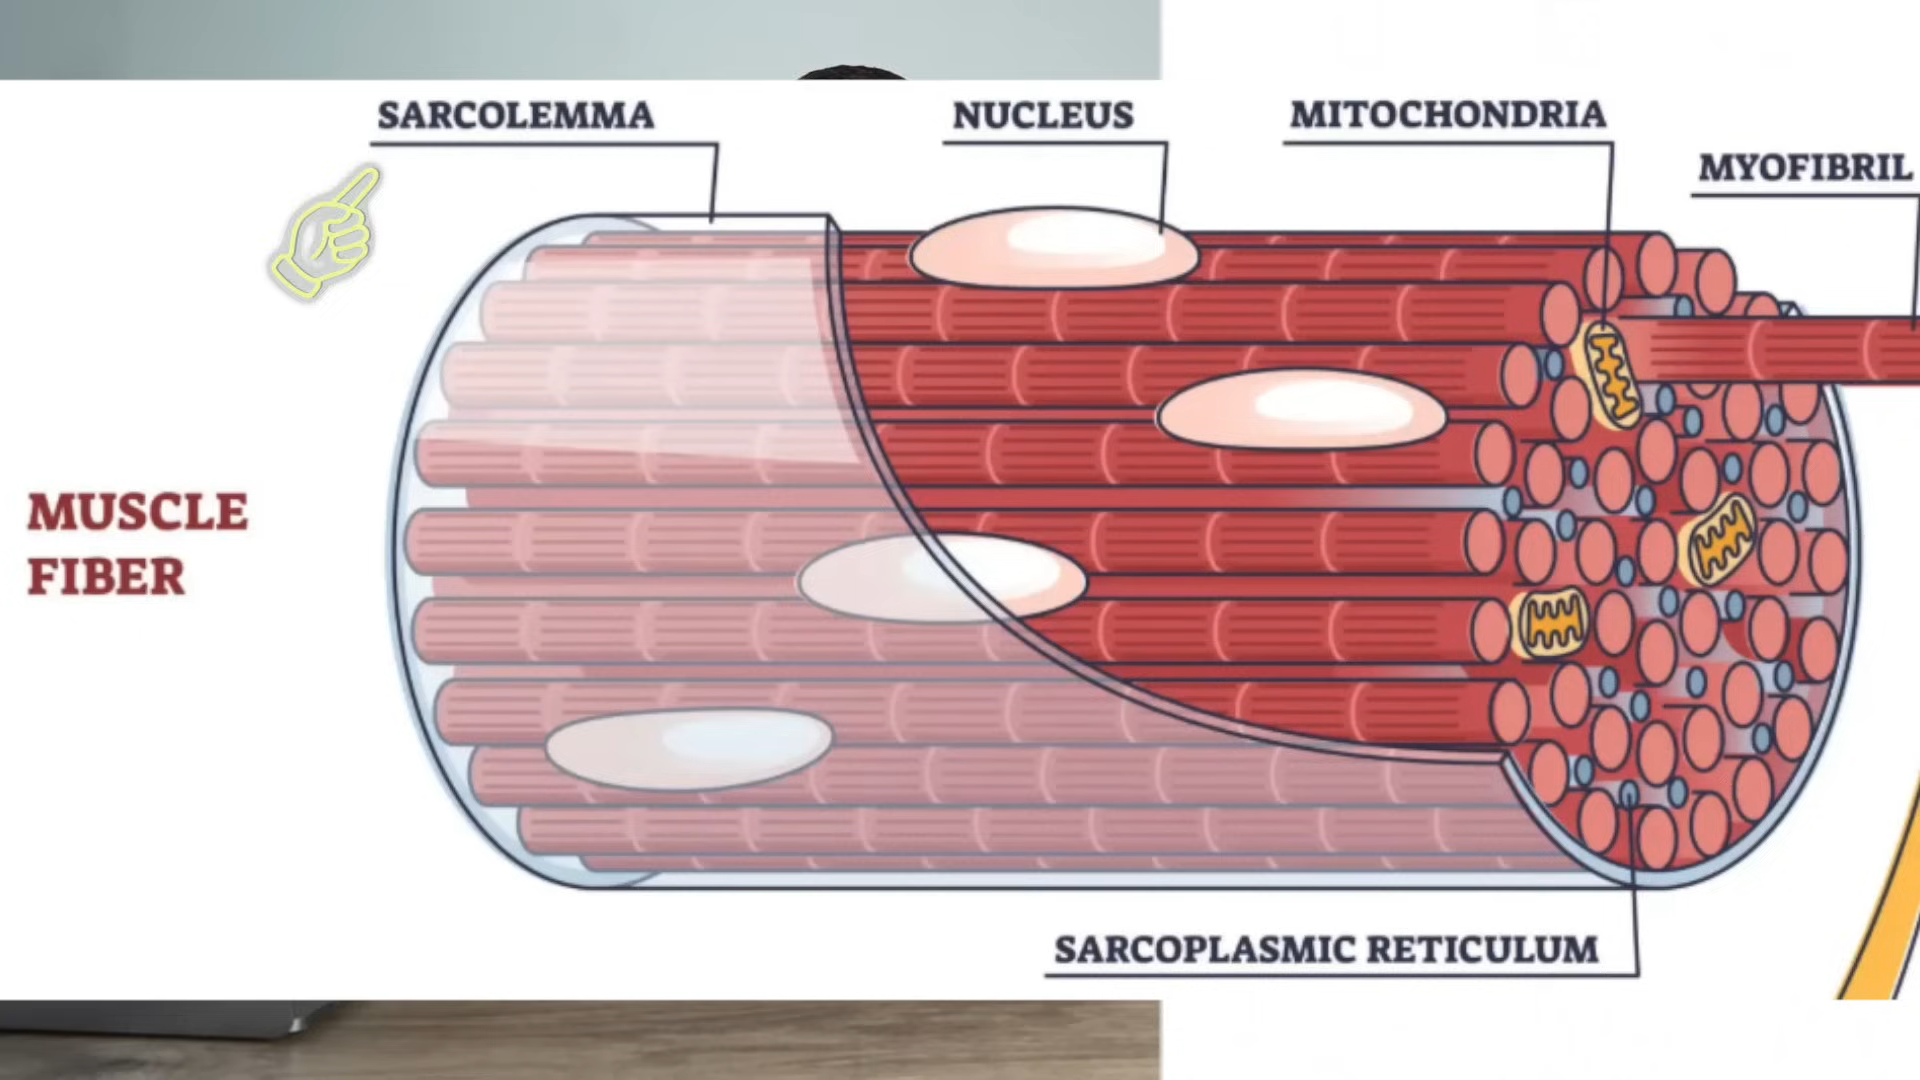 SARCOLEMMA
NUCLEUS
MITOCHONDRIA
MYOFIBRIL
MUSCLE
FIBER
SARCOPLASMIC RETICULUM